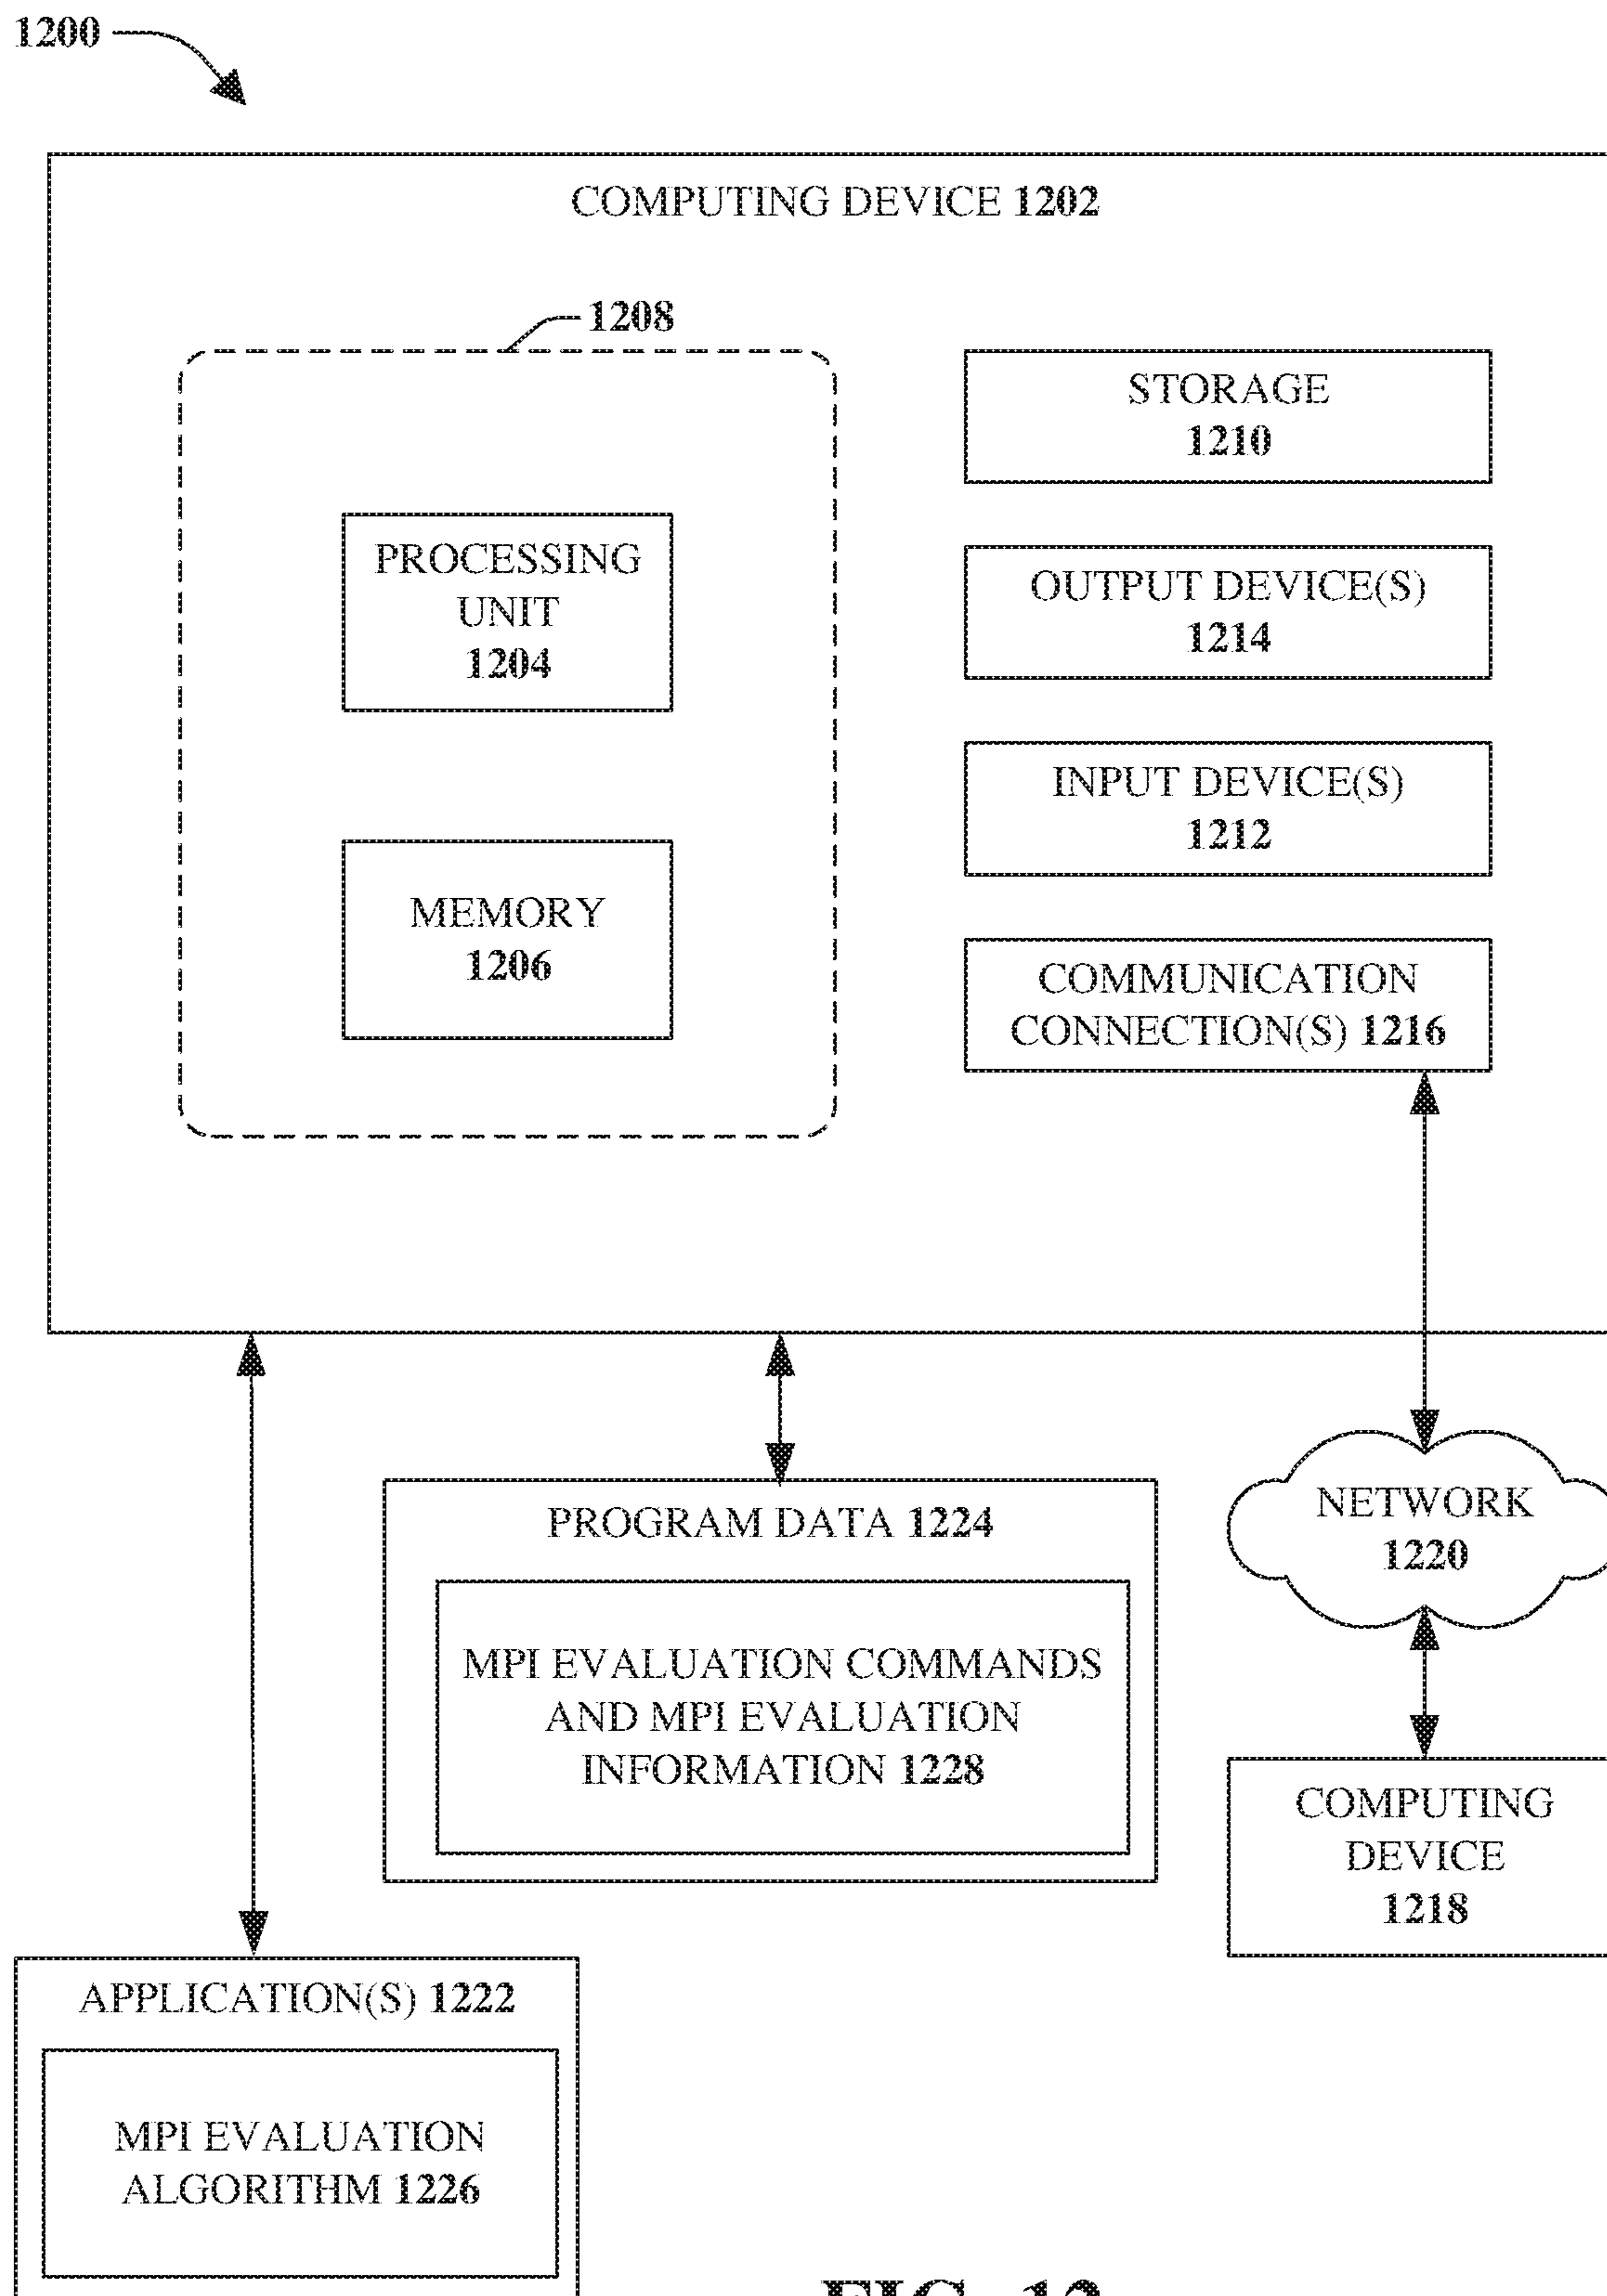 1200
COMPUTING DEVICE 1202
1208
PROCESSING
UNIT
1204
MEMORY
1206
STORAGE
1210
OUTPUT DEVICE(S)
1214
INPUT DEVICE(S)
1212
COMMUNICATION
CONNECTION(S) 1216
PROGRAM DATA 1224
MPI EVALUATION COMMANDS
AND MPI EVALUATION
INFORMATION 1228
NETWORK
1220
COMPUTING
DEVICE
1218
APPLICATION(S) 1222
MPI EVALUATION
ALGORITHM 1226
FIG. 12